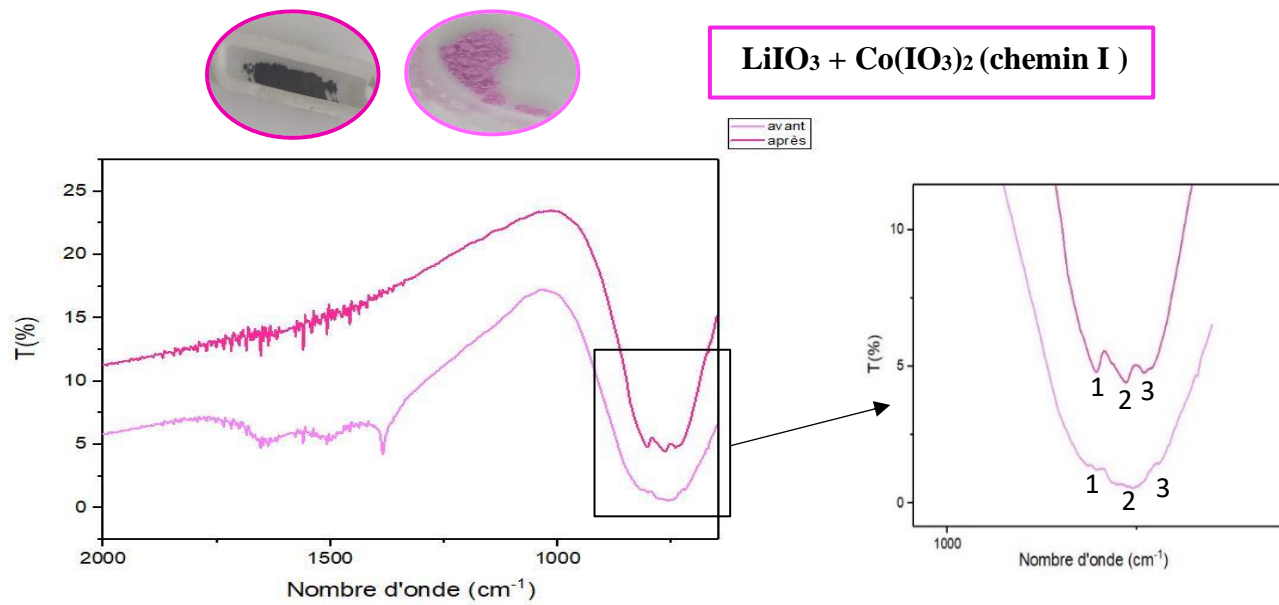 LiIO₃ + Co(IO₃)₂ (chemin I )
avant
après
25
20
15
10
5
0
T(%)
2000
1500
1000
Nombre d'onde (cm⁻¹)
10
5
0
T(%)
1 2 3
1 2 3
1000
Nombre d'onde (cm⁻¹)